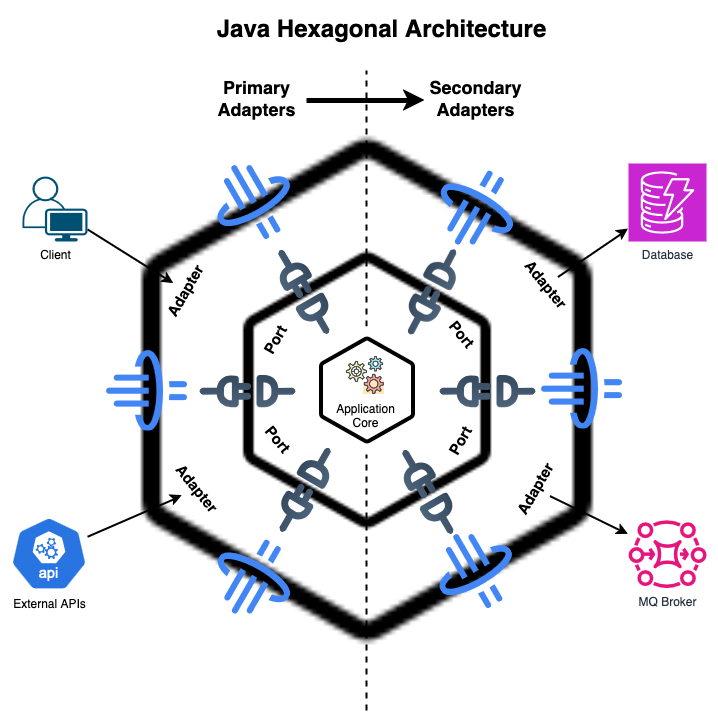 Java Hexagonal Architecture
Primary
Adapters
Secondary
Adapters
Client
Database
Adapter
Adapter
Port
Port
Application
Core
Port
Port
Adapter
Adapter
api
External APIs
MQ Broker